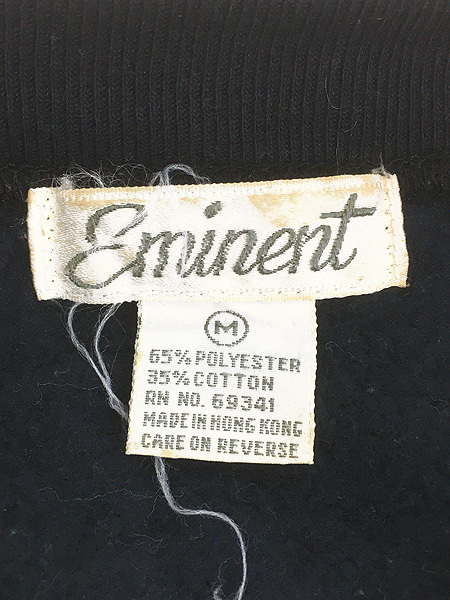 Eminent
M
65% POLYESTER
35% COTTON
RN NO. 69341
MADE IN HONG KONG
CARE ON REVERSE